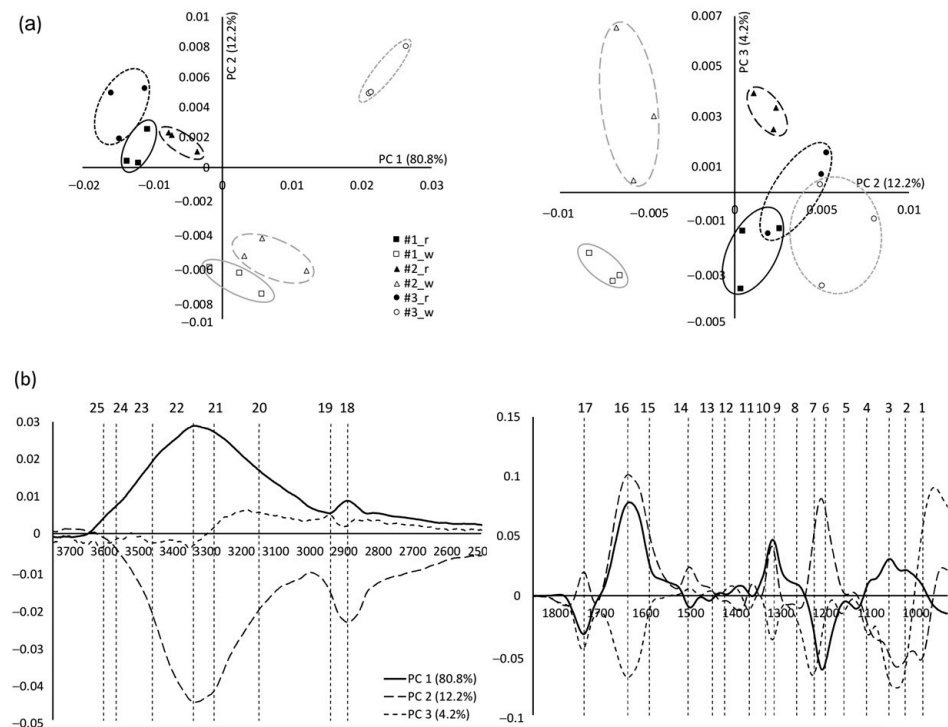 (a)
0.01
0.008
0.006
0.004
0.002
0
−0.002
−0.004
−0.006
−0.008
−0.01
PC 2 (12.2%)
PC 1 (80.8%)
−0.02
−0.01
0
0.01
0.02
0.03
■ #1_r
□ #1_w
▲ #2_r
△ #2_w
● #3_r
○ #3_w
0.007
0.005
0.003
0.001
−0.001
−0.003
−0.005
PC 3 (4.2%)
PC 2 (12.2%)
−0.01
−0.005
0
0.005
0.01
(b)
25 24 23 22 21 20 19 18
0.03
0.02
0.01
0
−0.01
−0.02
−0.03
−0.04
−0.05
3700 3600 3500 3400 3300 3200 3100 3000 2900 2800 2700 2600 250
PC 1 (80.8%)
PC 2 (12.2%)
PC 3 (4.2%)
17 16 15 14 13 12 11 10 9 8 7 6 5 4 3 2 1
0.15
0.1
0.05
0
−0.05
−0.1
1800 1700 1600 1500 1400 1300 1200 1100 1000